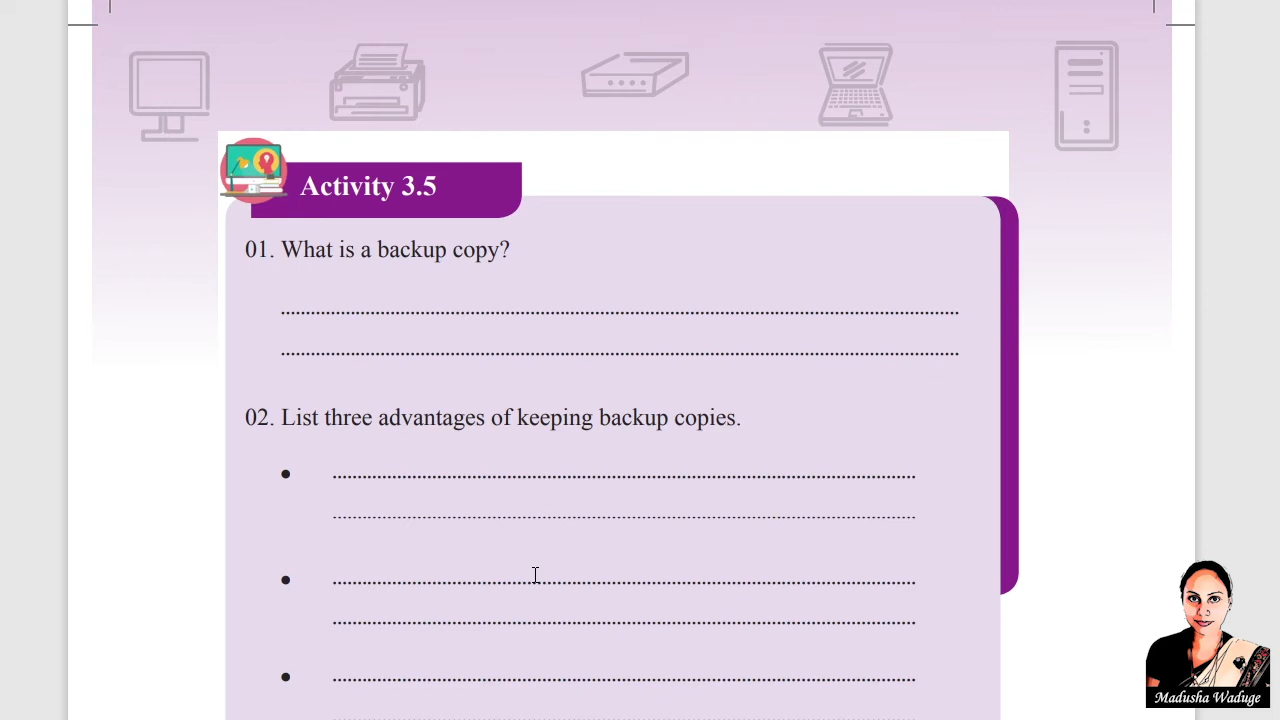 Activity 3.5
01. What is a backup copy?
02. List three advantages of keeping backup copies.
Madusha Waduge